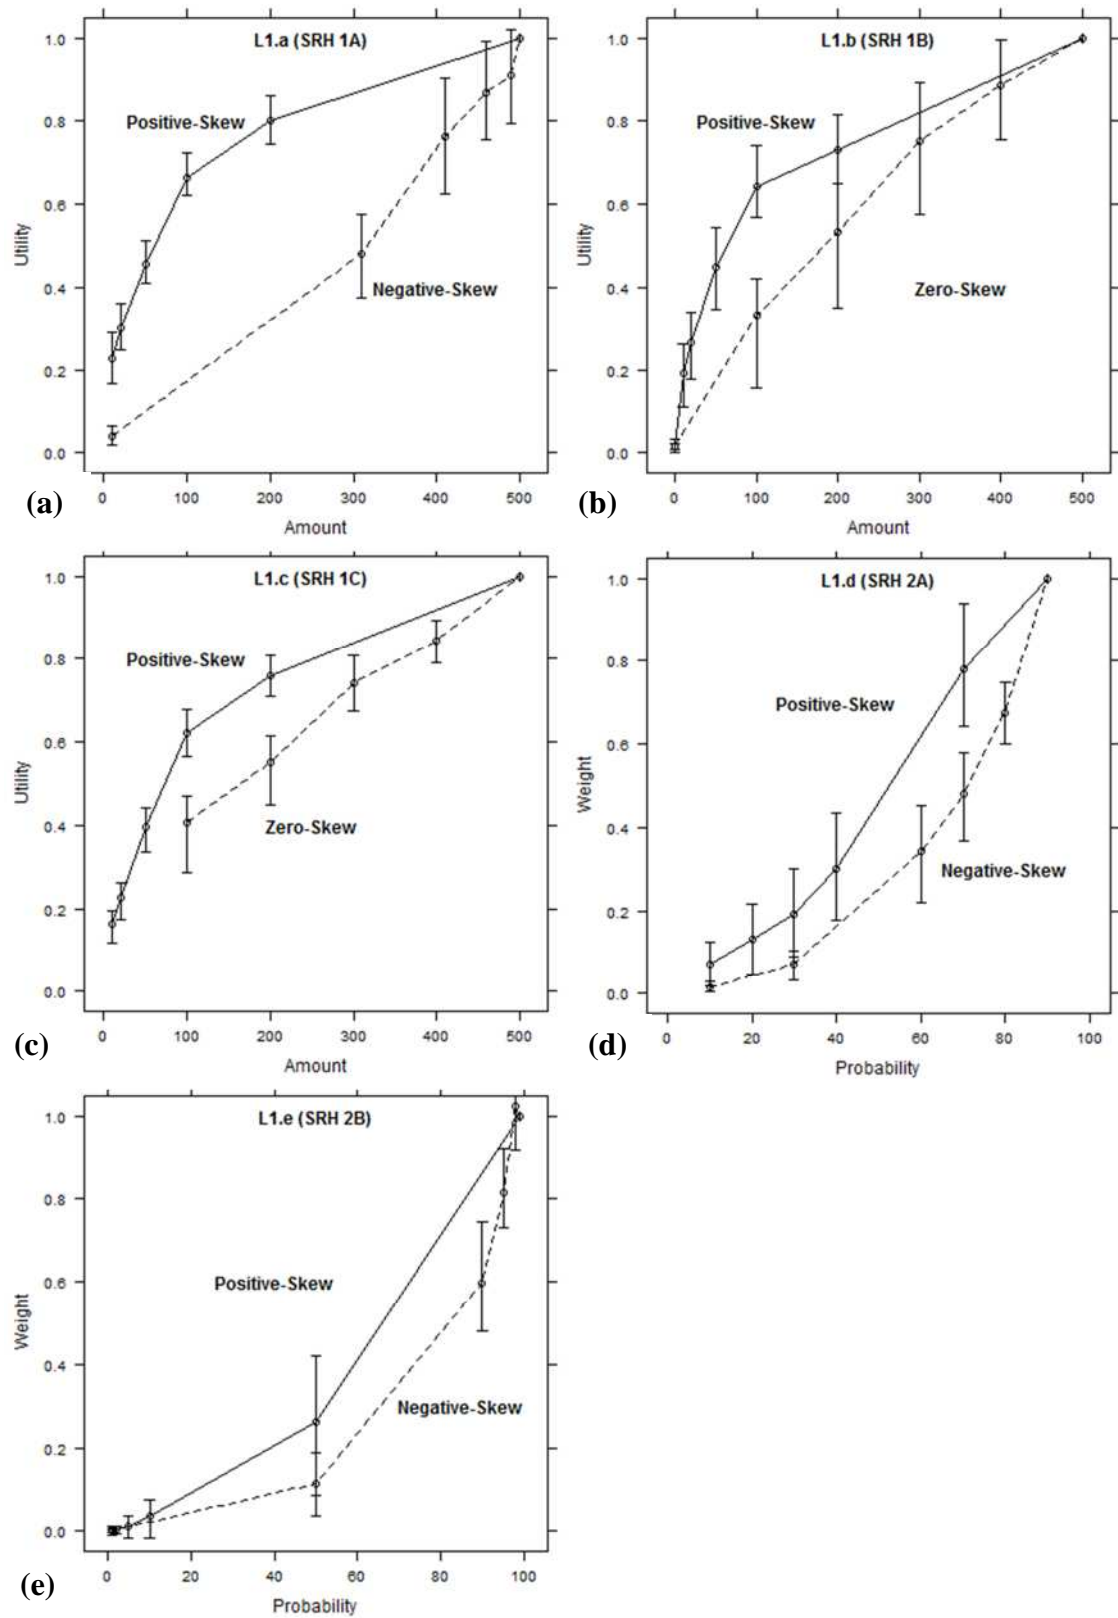 L1.a (SRH 1A)
Positive-Skew
Negative-Skew
Utility
1.0
0.8
0.6
0.4
0.2
0.0
0 100 200 300 400 500
Amount
(a)
L1.b (SRH 1B)
Positive-Skew
Zero-Skew
Utility
1.0
0.8
0.6
0.4
0.2
0.0
0 100 200 300 400 500
Amount
(b)
L1.c (SRH 1C)
Positive-Skew
Zero-Skew
Utility
1.0
0.8
0.6
0.4
0.2
0.0
0 100 200 300 400 500
Amount
(c)
L1.d (SRH 2A)
Positive-Skew
Negative-Skew
Weight
1.0
0.8
0.6
0.4
0.2
0.0
0 20 40 60 80 100
Probability
(d)
L1.e (SRH 2B)
Positive-Skew
Negative-Skew
Weight
1.0
0.8
0.6
0.4
0.2
0.0
0 20 40 60 80 100
Probability
(e)